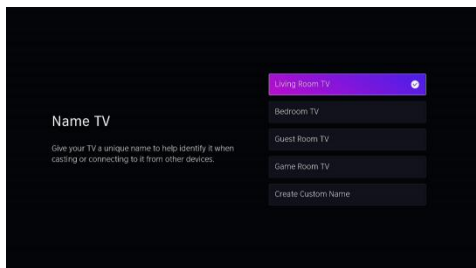 Name TV
Give your TV a unique name to help identify it when
casting or connecting to it from other devices.
Living Room TV
Bedroom TV
Guest Room TV
Game Room TV
Create Custom Name